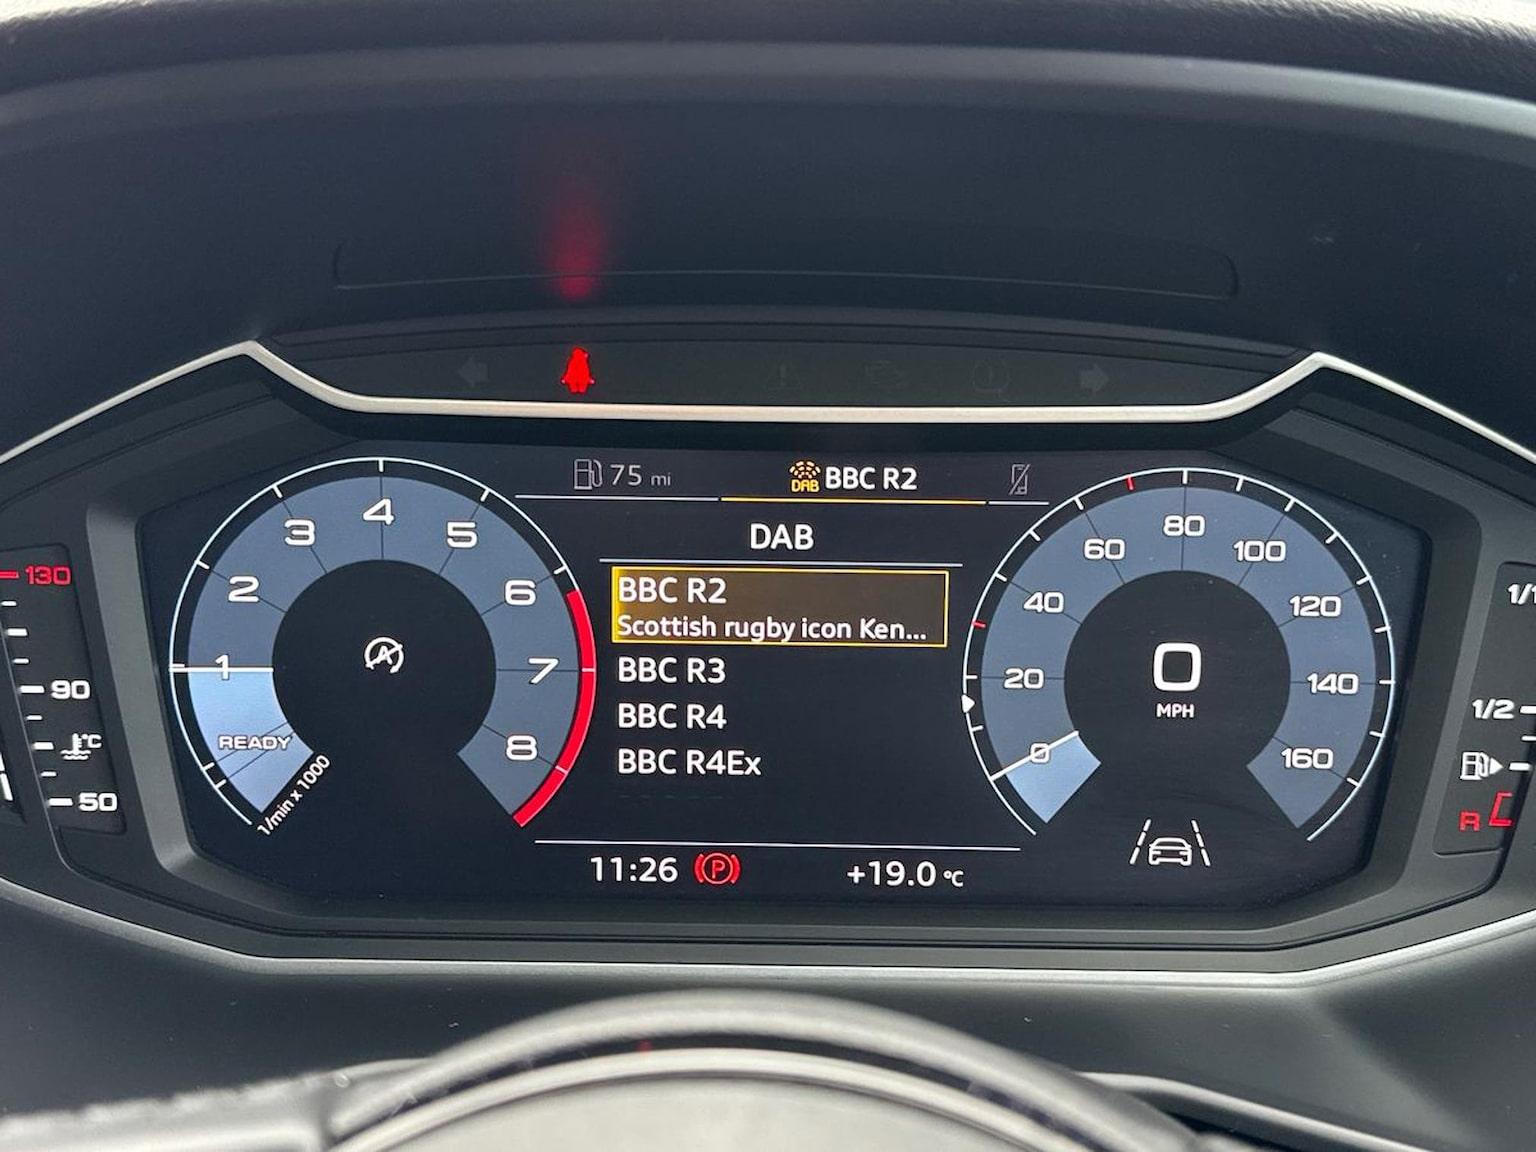 75 mi
DAB BBC R2
DAB
BBC R2
Scottish rugby icon Ken...
BBC R3
BBC R4
BBC R4Ex
11:26 P +19.0 °C
1 2 3 4 5 6 7 8
READY
1/min x 1000
A
0 20 40 60 80 100 120 140 160
0
MPH
130
90
°C
50
1/1
1/2
R